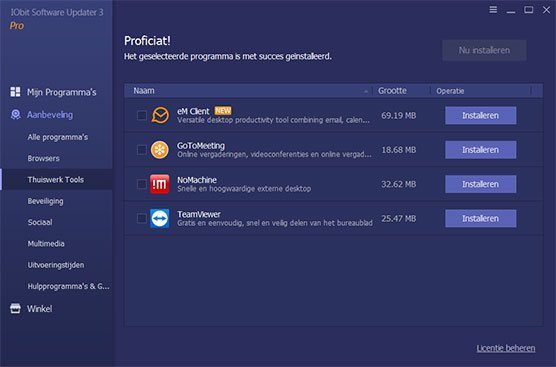 IObit Software Updater 3
Pro
Proficiat!
Het geselecteerde programma is met succes geïnstalleerd.
Nu installeren
Mijn Programma's
Aanbeveling
Alle programma's
Browsers
Thuiswerk Tools
Beveiliging
Sociaal
Multimedia
Uitvoeringstijden
Hulpprogramma's & G...
Winkel
Naam Grootte Operatie
eM Client NEW
Versatile desktop productivity tool combining email, calen...
69.19 MB Installeren
GoToMeeting
Online vergaderingen, videoconferenties en online vergad...
18.68 MB Installeren
!M NoMachine
Snelle en hoogwaardige externe desktop
32.62 MB Installeren
TeamViewer
Gratis en eenvoudig, snel en veilig delen van het bureaublad
25.47 MB Installeren
Licentie beheren